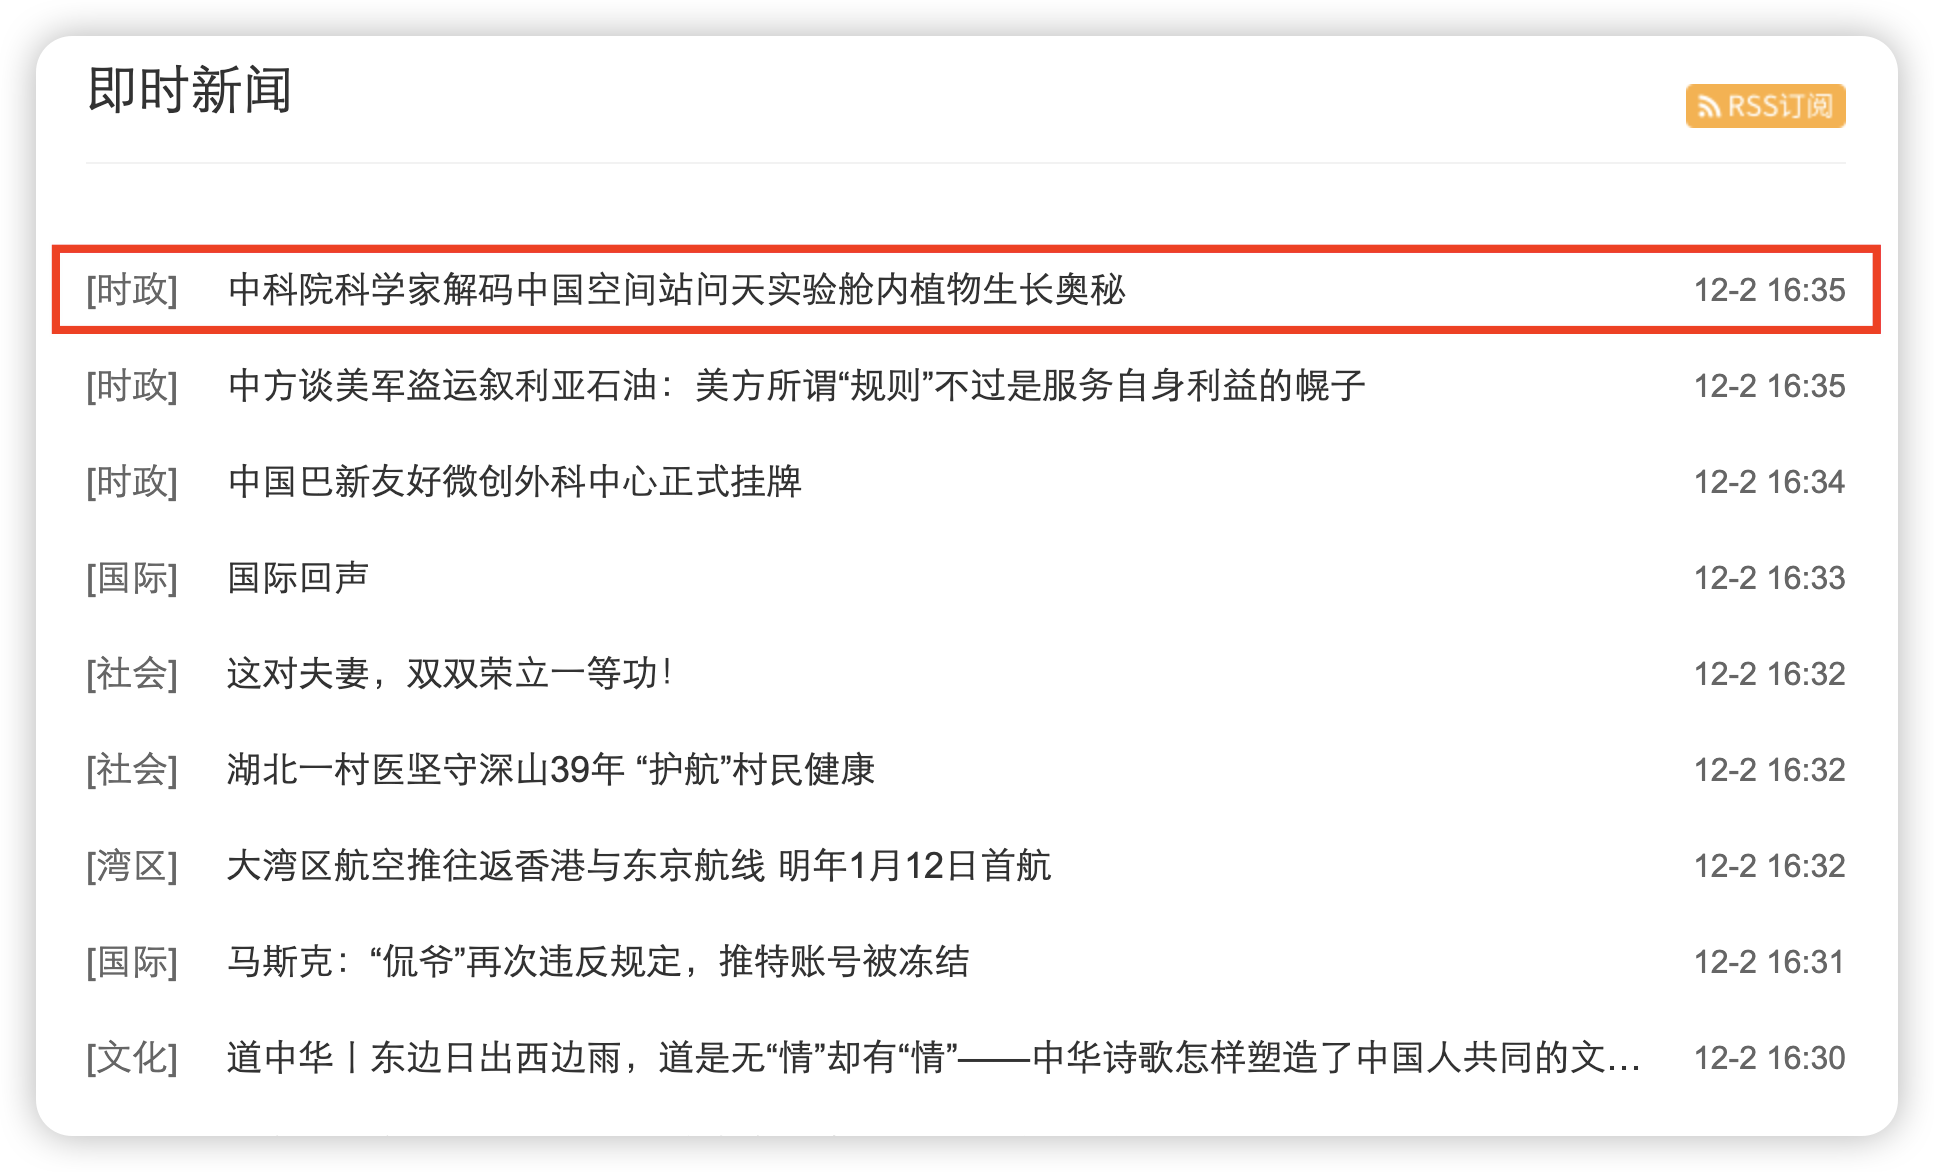 即时新闻
RSS订阅
[时政] 中科院科学家解码中国空间站问天实验舱内植物生长奥秘 12-2 16:35
[时政] 中方谈美军盗运叙利亚石油：美方所谓“规则”不过是服务自身利益的幌子 12-2 16:35
[时政] 中国巴新友好微创外科中心正式挂牌 12-2 16:34
[国际] 国际回声 12-2 16:33
[社会] 这对夫妻，双双荣立一等功！ 12-2 16:32
[社会] 湖北一村医坚守深山39年 “护航”村民健康 12-2 16:32
[湾区] 大湾区航空推往返香港与东京航线 明年1月12日首航 12-2 16:32
[国际] 马斯克：“侃爷”再次违反规定，推特账号被冻结 12-2 16:31
[文化] 道中华丨东边日出西边雨，道是无“情”却有“情”——中华诗歌怎样塑造了中国人共同的文... 12-2 16:30